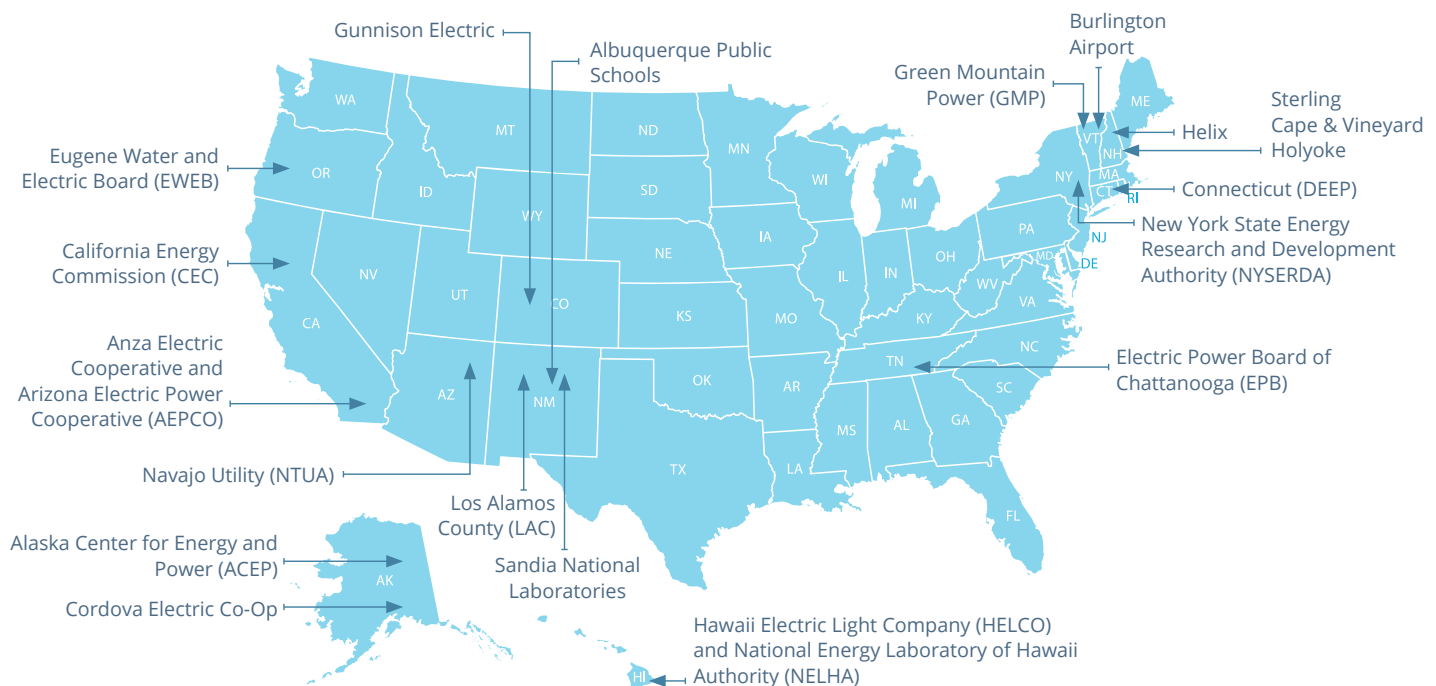 Gunnison Electric
Albuquerque Public
Schools
Burlington
Airport
Green Mountain
Power (GMP)
Sterling
Cape & Vineyard
Holyoke
Helix
Eugene Water and
Electric Board (EWEB)
Connecticut (DEEP)
California Energy
Commission (CEC)
New York State Energy
Research and Development
Authority (NYSERDA)
Anza Electric
Cooperative and
Arizona Electric Power
Cooperative (AEPCO)
Electric Power Board of
Chattanooga (EPB)
Navajo Utility (NTUA)
Los Alamos
County (LAC)
Sandia National
Laboratories
Alaska Center for Energy and
Power (ACEP)
Cordova Electric Co-Op
Hawaii Electric Light Company (HELCO)
and National Energy Laboratory of Hawaii
Authority (NELHA)
WA
MT
ND
MN
ME
VT
NH
OR
ID
SD
WI
NY
MA
CT
RI
WY
MI
NE
IA
PA
NJ
NV
UT
CO
IL
IN
OH
MD
DE
WV
VA
CA
KS
MO
KY
NC
AZ
NM
OK
AR
TN
SC
MS
AL
GA
TX
LA
FL
AK
HI